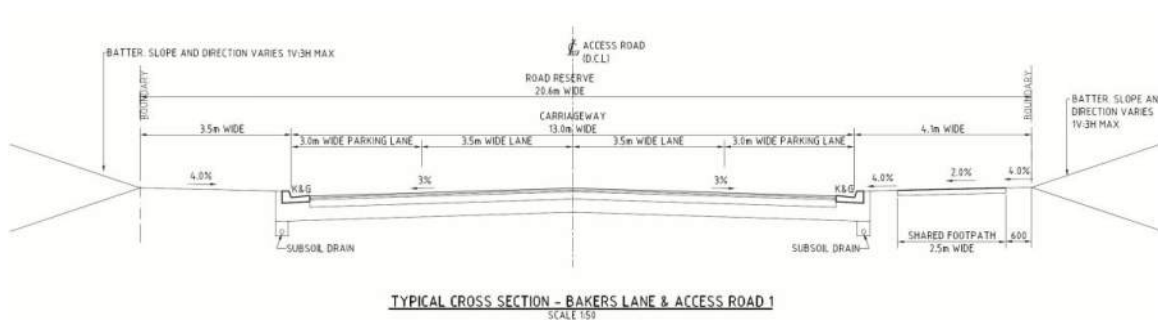 BATTER. SLOPE AND DIRECTION VARIES 1V:3H MAX
ACCESS ROAD
(D.C.L)
BOUNDARY
ROAD RESERVE
20.6m WIDE
BOUNDARY
BATTER. SLOPE AN
DIRECTION VARIES
1V:3H MAX
3.5m WIDE
CARRIAGEWAY
13.0m WIDE
4.1m WIDE
3.0m WIDE PARKING LANE
3.5m WIDE LANE
3.5m WIDE LANE
3.0m WIDE PARKING LANE
4.0%
K&G
3%
3%
K&G
4.0%
2.0%
4.0%
SUBSOIL DRAIN
SUBSOIL DRAIN
SHARED FOOTPATH
2.5m WIDE
600
TYPICAL CROSS SECTION - BAKERS LANE & ACCESS ROAD 1
SCALE 1:50